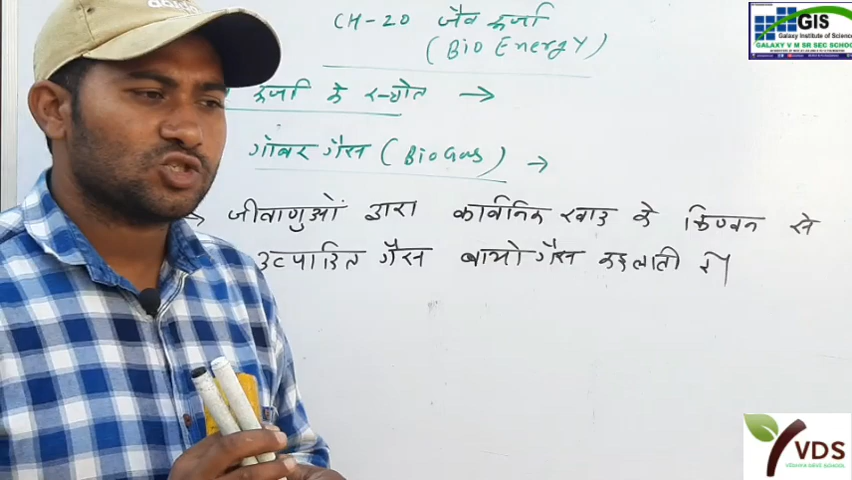 CH-20 जैव ऊर्जा
(Bio Energy)
ऊर्जा के स्त्रोत →
गोबर गैस (BioGas) →
→ जीवाणुओं द्वारा कार्बनिक खाद के किण्वन से
उत्पादित गैस बायोगैस कहलाती है|
GIS
Galaxy Institute of Science
GALAXY V M SR SEC SCHOOL
VDS